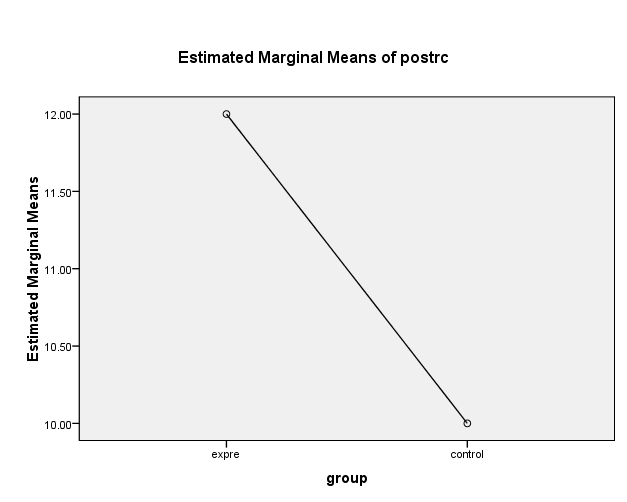 Estimated Marginal Means of postrc
Estimated Marginal Means
12.00
11.50
11.00
10.50
10.00
expre
control
group